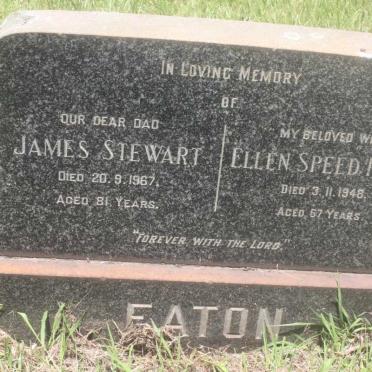 IN LOVING MEMORY
OF
OUR DEAR DAD
JAMES STEWART
DIED 20.9.1967.
AGED 81 YEARS.
MY BELOVED
ELLEN SPEED
DIED 3.11.1948
AGED 67 YEARS.
"FOREVER WITH THE LORD."
EATON